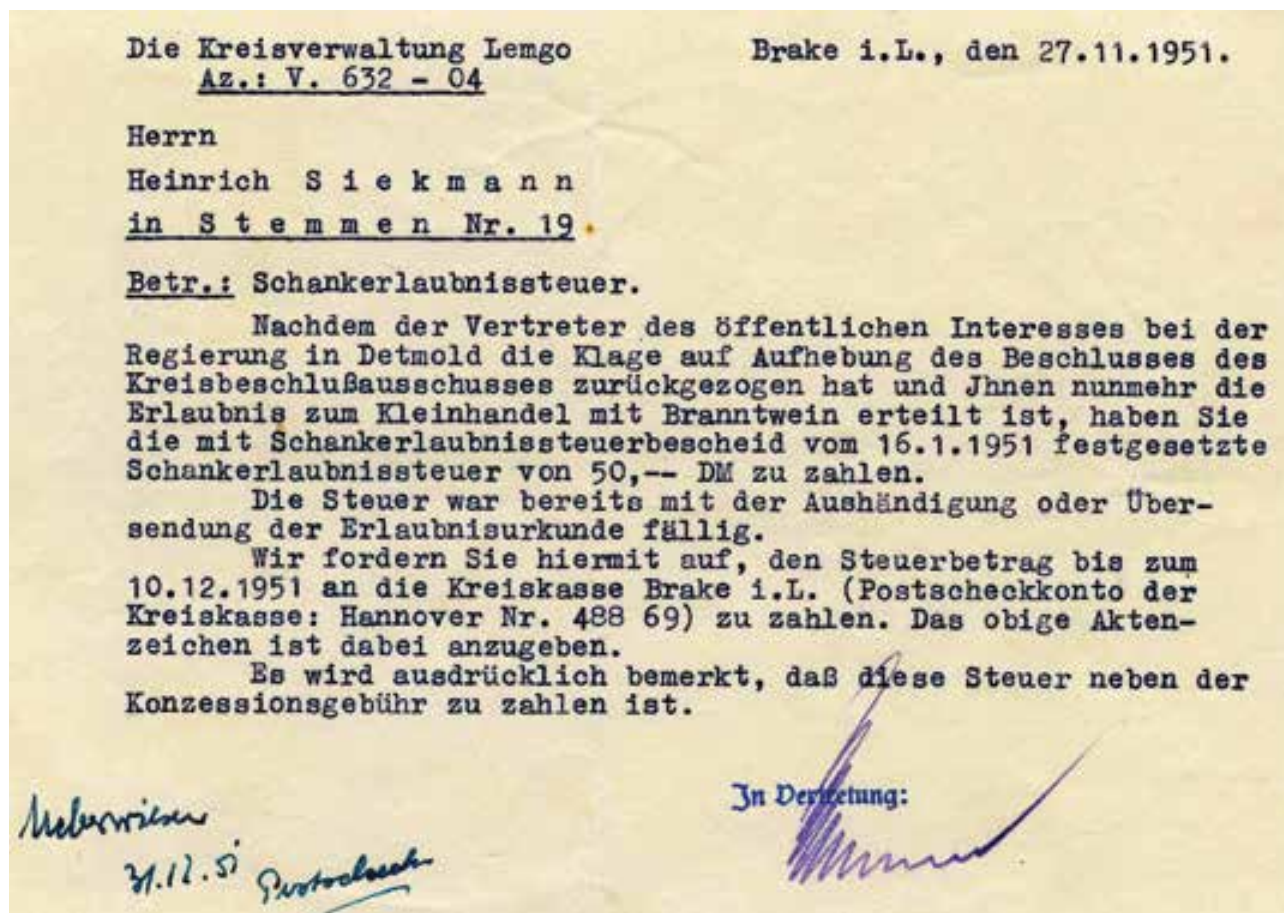 Die Kreisverwaltung Lemgo Brake i.L., den 27.11.1951.
Az.: V. 632 - 04
Herrn
Heinrich S i e k m a n n
in S t e m m e n Nr. 19.
Betr.: Schankerlaubnissteuer.
Nachdem der Vertreter des öffentlichen Interesses bei der
Regierung in Detmold die Klage auf Aufhebung des Beschlusses des
Kreisbeschlußausschusses zurückgezogen hat und Jhnen nunmehr die
Erlaubnis zum Kleinhandel mit Branntwein erteilt ist, haben Sie
die mit Schankerlaubnissteuerbescheid vom 16.1.1951 festgesetzte
Schankerlaubnissteuer von 50,-- DM zu zahlen.
Die Steuer war bereits mit der Aushändigung oder Über-
sendung der Erlaubnisurkunde fällig.
Wir fordern Sie hiermit auf, den Steuerbetrag bis zum
10.12.1951 an die Kreiskasse Brake i.L. (Postscheckkonto der
Kreiskasse: Hannover Nr. 488 69) zu zahlen. Das obige Akten-
zeichen ist dabei anzugeben.
Es wird ausdrücklich bemerkt, daß diese Steuer neben der
Konzessionsgebühr zu zahlen ist.
In Vertretung:
Ueberwiesen
31.12.51 Postscheck